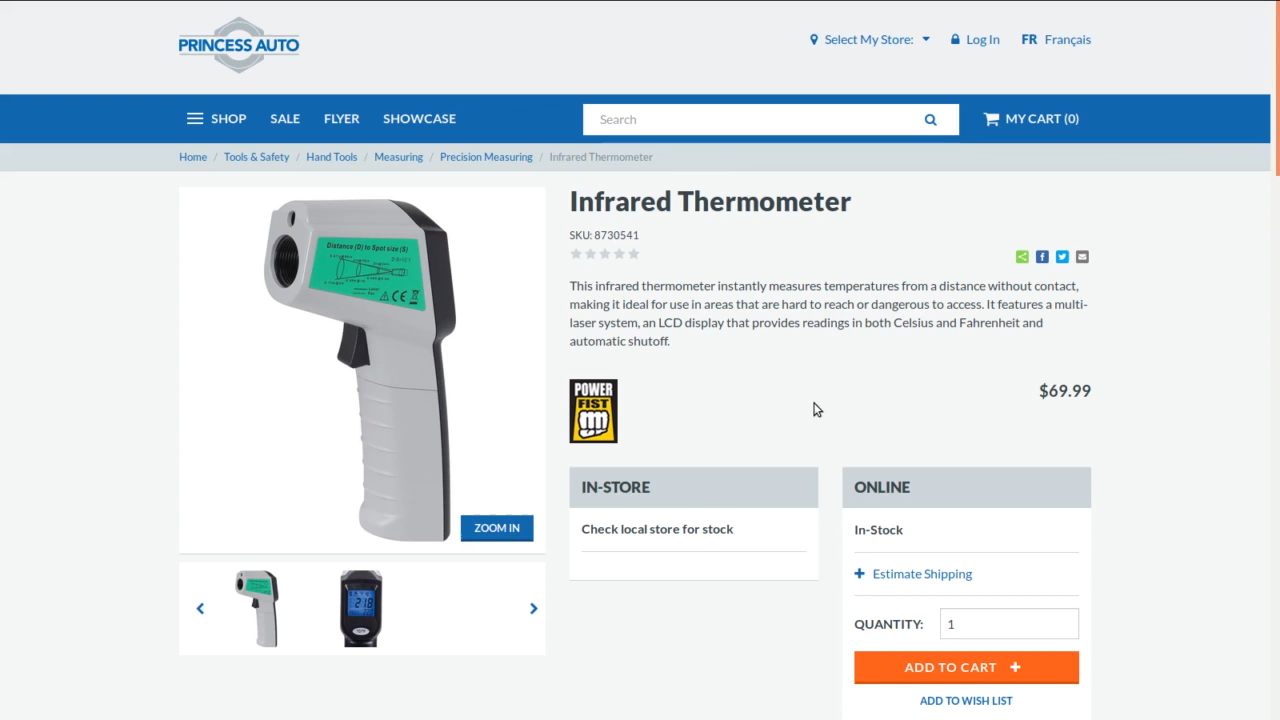 PRINCESS AUTO
Select My Store:
Log In
FR Français
SHOP SALE FLYER SHOWCASE
Search
MY CART (0)
Home / Tools & Safety / Hand Tools / Measuring / Precision Measuring / Infrared Thermometer
Infrared Thermometer
SKU: 8730541
This infrared thermometer instantly measures temperatures from a distance without contact,
making it ideal for use in areas that are hard to reach or dangerous to access. It features a multi-
laser system, an LCD display that provides readings in both Celsius and Fahrenheit and
automatic shutoff.
Distance (D) to Spot size (S)
POWER
FIST
$69.99
ZOOM IN
218
IN-STORE
Check local store for stock
ONLINE
In-Stock
Estimate Shipping
QUANTITY: 1
ADD TO CART
ADD TO WISH LIST